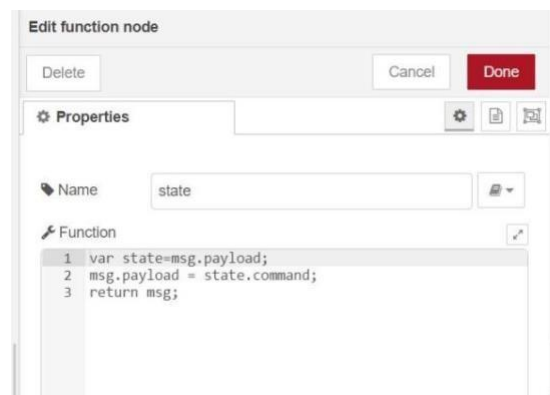 Edit function node
Delete Cancel Done
Properties
Name state
Function
1 var state=msg.payload;
2 msg.payload = state.command;
3 return msg;